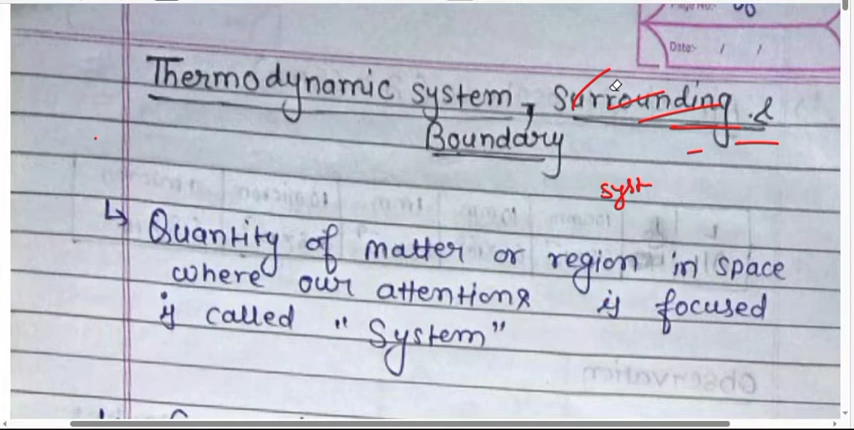 Date:- / /
Thermodynamic system, Surrounding &
Boundary
syst
↳ Quantity of matter or region in space
where our attentions is focused
is called "System"
Observation